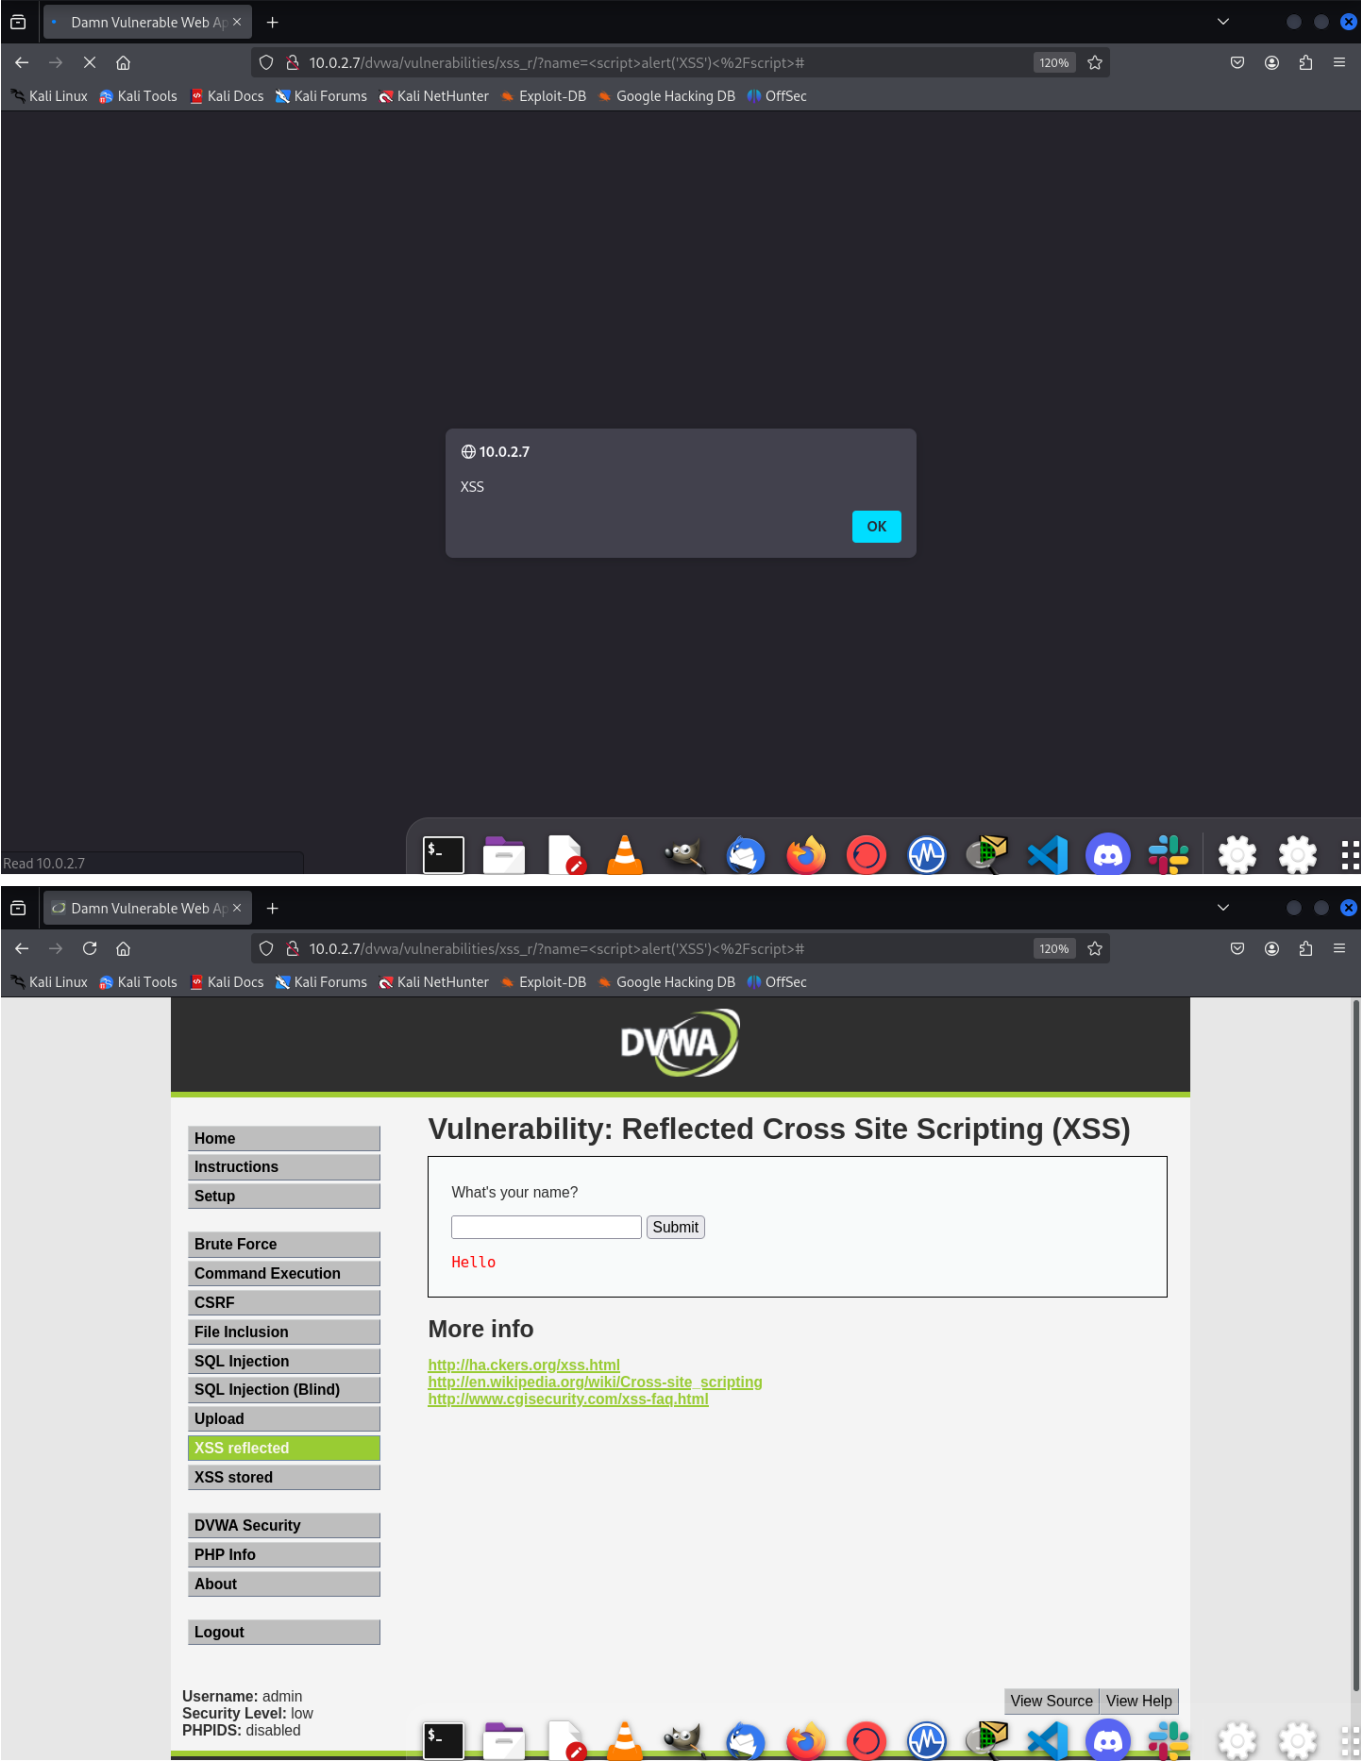 Damn Vulnerable Web Ap
10.0.2.7/dvwa/vulnerabilities/xss_r/?name=<script>alert('XSS')<%2Fscript>#
120%
Kali Linux Kali Tools Kali Docs Kali Forums Kali NetHunter Exploit-DB Google Hacking DB OffSec
10.0.2.7
XSS
OK
$_
Read 10.0.2.7
Damn Vulnerable Web Ap
10.0.2.7/dvwa/vulnerabilities/xss_r/?name=<script>alert('XSS')<%2Fscript>#
120%
Kali Linux Kali Tools Kali Docs Kali Forums Kali NetHunter Exploit-DB Google Hacking DB OffSec
DVWA
Home
Instructions
Setup
Brute Force
Command Execution
CSRF
File Inclusion
SQL Injection
SQL Injection (Blind)
Upload
XSS reflected
XSS stored
DVWA Security
PHP Info
About
Logout
Vulnerability: Reflected Cross Site Scripting (XSS)
What's your name?
Submit
Hello
More info
http://ha.ckers.org/xss.html
http://en.wikipedia.org/wiki/Cross-site_scripting
http://www.cgisecurity.com/xss-faq.html
Username: admin
Security Level: low
PHPIDS: disabled
View Source View Help
$_